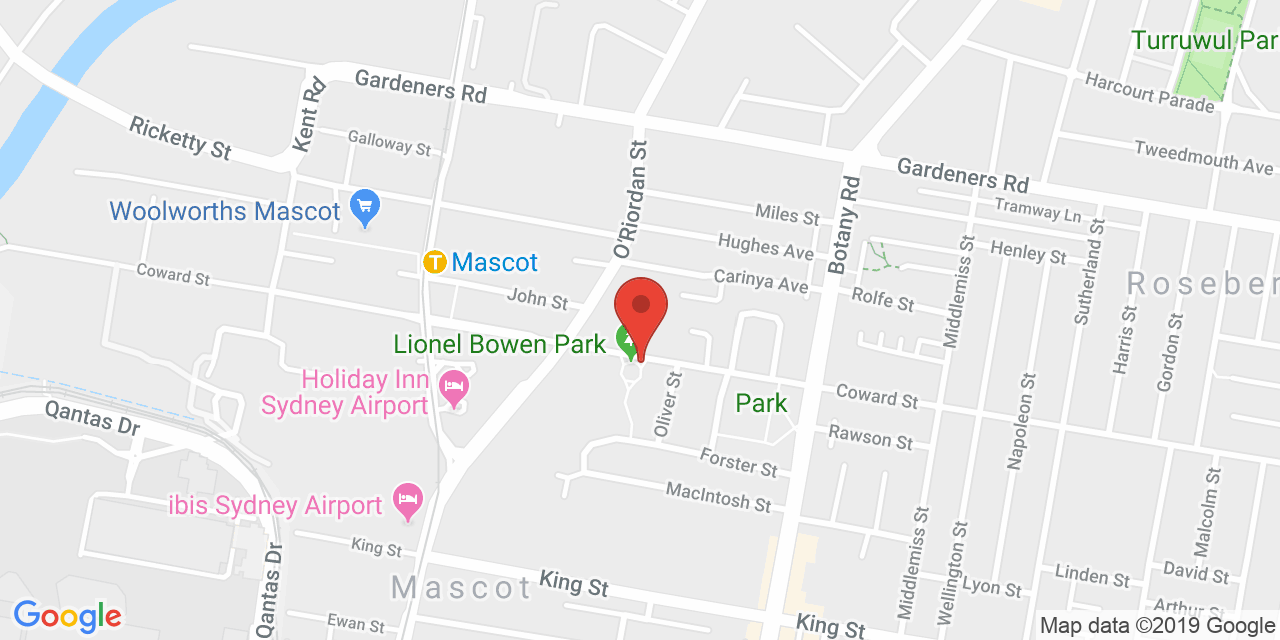 Turruwul Par
Gardeners Rd
Harcourt Parade
Kent Rd
Ricketty St
Galloway St
O'Riordan St
Tweedmouth Ave
Gardeners Rd
Woolworths Mascot
Miles St
Tramway Ln
Botany Rd
Hughes Ave
Henley St
Sutherland St
T
Mascot
Coward St
Carinya Ave
Rolfe St
Middlemiss St
Roseber
John St
Harris St
Gordon St
Lionel Bowen Park
Holiday Inn
Sydney Airport
Oliver St
Park
Coward St
Napoleon St
Qantas Dr
Rawson St
Forster St
MacIntosh St
ibis Sydney Airport
Malcolm St
King St
Middlemiss St
Wellington St
Qantas Dr
Mascot
King St
Lyon St
Linden St
David St
Arthur St
Google
Ewan St
King St
Map data ©2019 Google